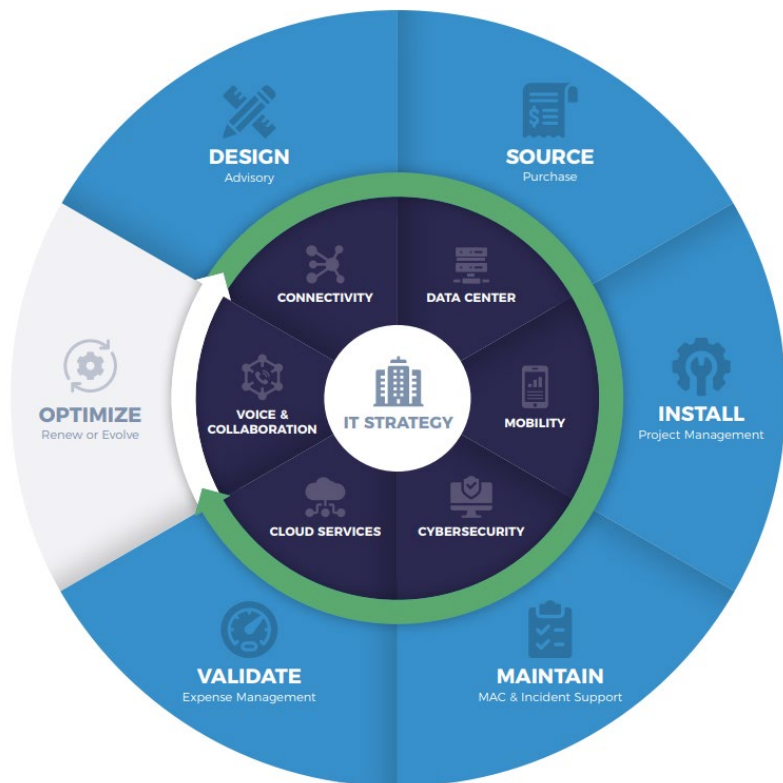 DESIGN
Advisory
SOURCE
Purchase
CONNECTIVITY
DATA CENTER
OPTIMIZE
Renew or Evolve
VOICE &
COLLABORATION
IT STRATEGY
MOBILITY
INSTALL
Project Management
CLOUD SERVICES
CYBERSECURITY
VALIDATE
Expense Management
MAINTAIN
MAC & Incident Support